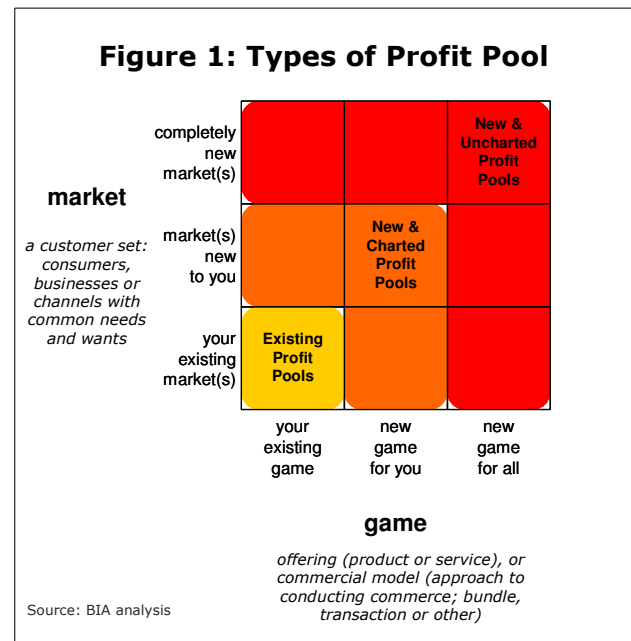 Figure 1: Types of Profit Pool
completely
new
market(s)
New &
Uncharted
Profit
Pools
market
a customer set:
consumers,
businesses or
channels with
common needs
and wants
market(s)
new
to you
New &
Charted
Profit
Pools
your
existing
market(s)
Existing
Profit
Pools
your
existing
game
new
game
for you
new
game
for all
game
offering (product or service), or
commercial model (approach to
conducting commerce; bundle,
transaction or other)
Source: BIA analysis